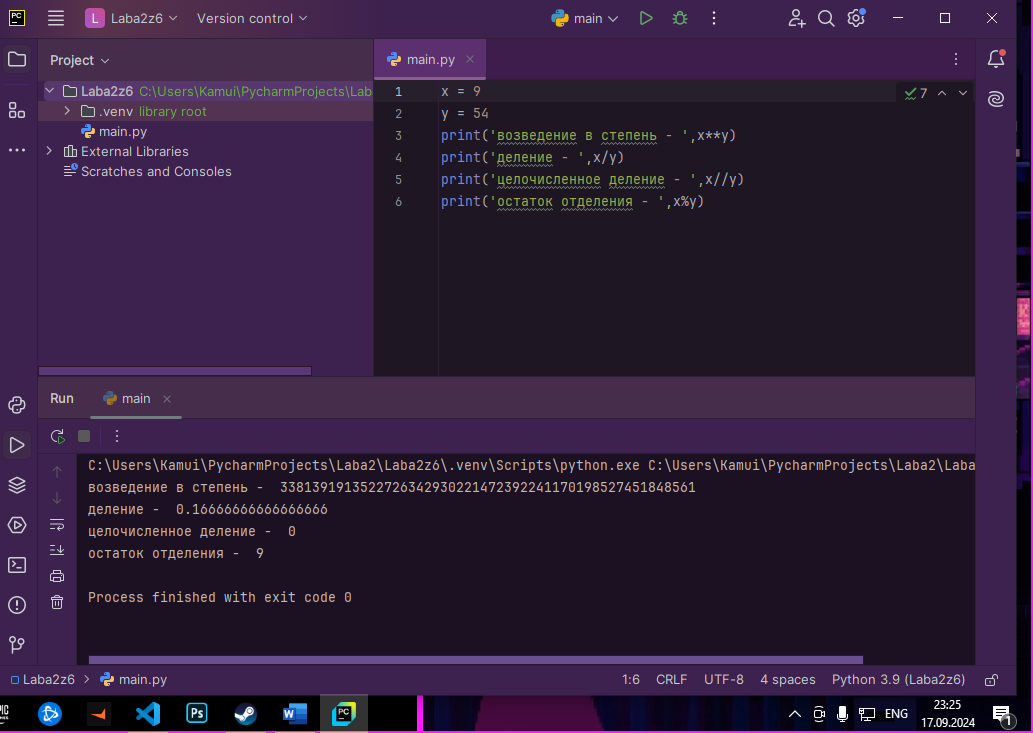 PC L Laba2z6 Version control main
Project
main.py
Laba2z6 C:\Users\Kamui\PycharmProjects\Lab
.venv library root
main.py
External Libraries
Scratches and Consoles
7
1 x = 9
2 y = 54
3 print('возведение в степень - ',x**y)
4 print('деление - ',x/y)
5 print('целочисленное деление - ',x//y)
6 print('остаток отделения - ',x%y)
Run main
C:\Users\Kamui\PycharmProjects\Laba2\Laba2z6\.venv\Scripts\python.exe C:\Users\Kamui\PycharmProjects\Laba2\Laba
возведение в степень -  3381391913522726342930221472392241170198527451848561
деление -  0.16666666666666666
целочисленное деление -  0
остаток отделения -  9
Process finished with exit code 0
Laba2z6 > main.py 1:6 CRLF UTF-8 4 spaces Python 3.9 (Laba2z6)
Ps W PC ENG 23:25
17.09.2024
1